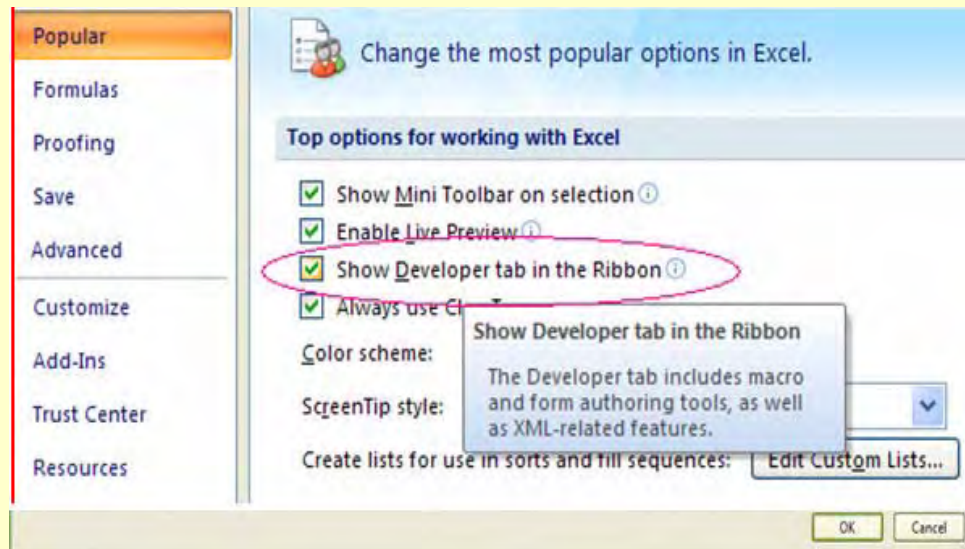 Popular
Formulas
Proofing
Save
Advanced
Customize
Add-Ins
Trust Center
Resources
Change the most popular options in Excel.
Top options for working with Excel
Show Mini Toolbar on selection
Enable Live Preview
Show Developer tab in the Ribbon
Always use
Color scheme:
ScreenTip style:
Create lists for use in sorts and fill sequences: Edit Custom Lists...
Show Developer tab in the Ribbon
The Developer tab includes macro
and form authoring tools, as well
as XML-related features.
OK Cancel